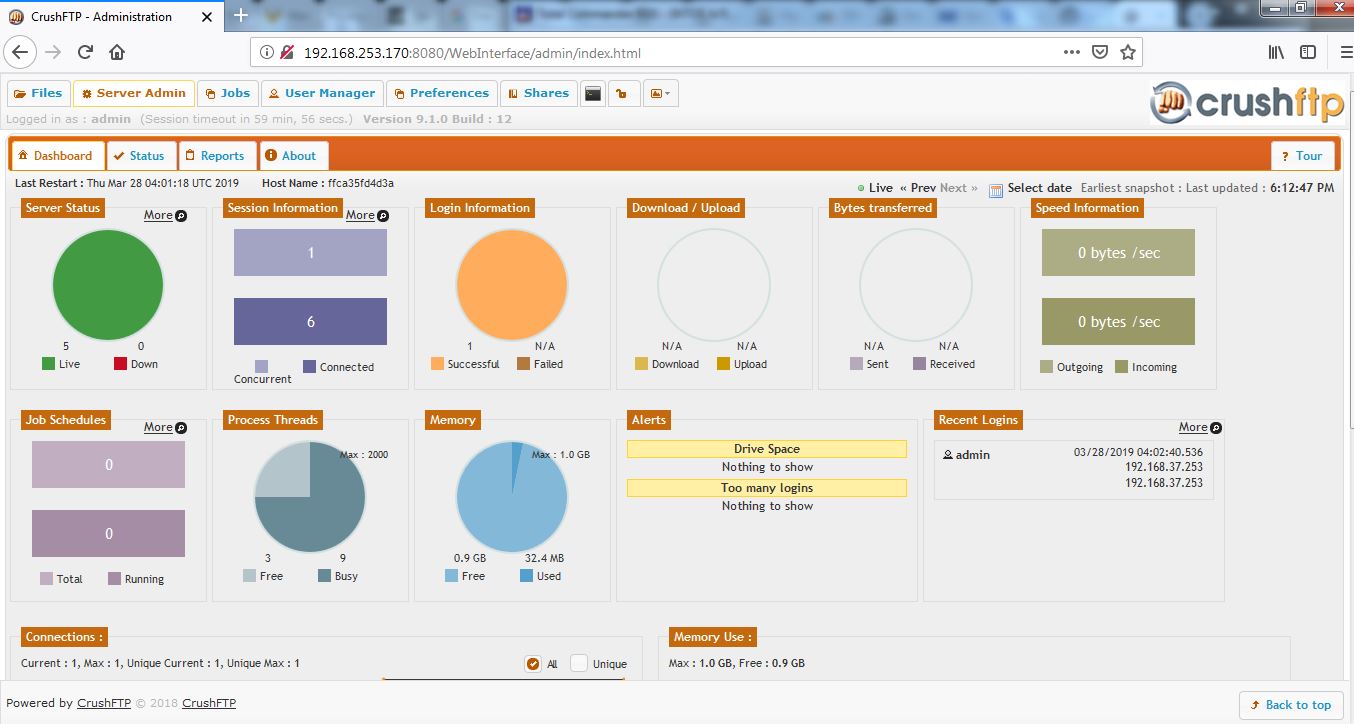 CrushFTP - Administration
192.168.253.170:8080/WebInterface/admin/index.html
Files Server Admin Jobs User Manager Preferences Shares
crushftp
Logged in as : admin (Session timeout in 59 min, 56 secs.) Version 9.1.0 Build : 12
Dashboard Status Reports About ? Tour
Last Restart : Thu Mar 28 04:01:18 UTC 2019 Host Name : ffca35fd4d3a
Live « Prev Next » Select date Earliest snapshot : Last updated : 6:12:47 PM
Server Status More
5 0
Live Down
Session Information More
1
6
Concurrent Connected
Login Information
1 N/A
Successful Failed
Download / Upload
N/A N/A
Download Upload
Bytes transferred
N/A N/A
Sent Received
Speed Information
0 bytes /sec
0 bytes /sec
Outgoing Incoming
Job Schedules More
0
0
Total Running
Process Threads
Max : 2000
3 9
Free Busy
Memory
Max : 1.0 GB
0.9 GB 32.4 MB
Free Used
Alerts
Drive Space
Nothing to show
Too many logins
Nothing to show
Recent Logins
More
admin 03/28/2019 04:02:40.536
192.168.37.253
192.168.37.253
Connections :
Current : 1, Max : 1, Unique Current : 1, Unique Max : 1 All Unique
Memory Use :
Max : 1.0 GB, Free : 0.9 GB
Powered by CrushFTP © 2018 CrushFTP
Back to top